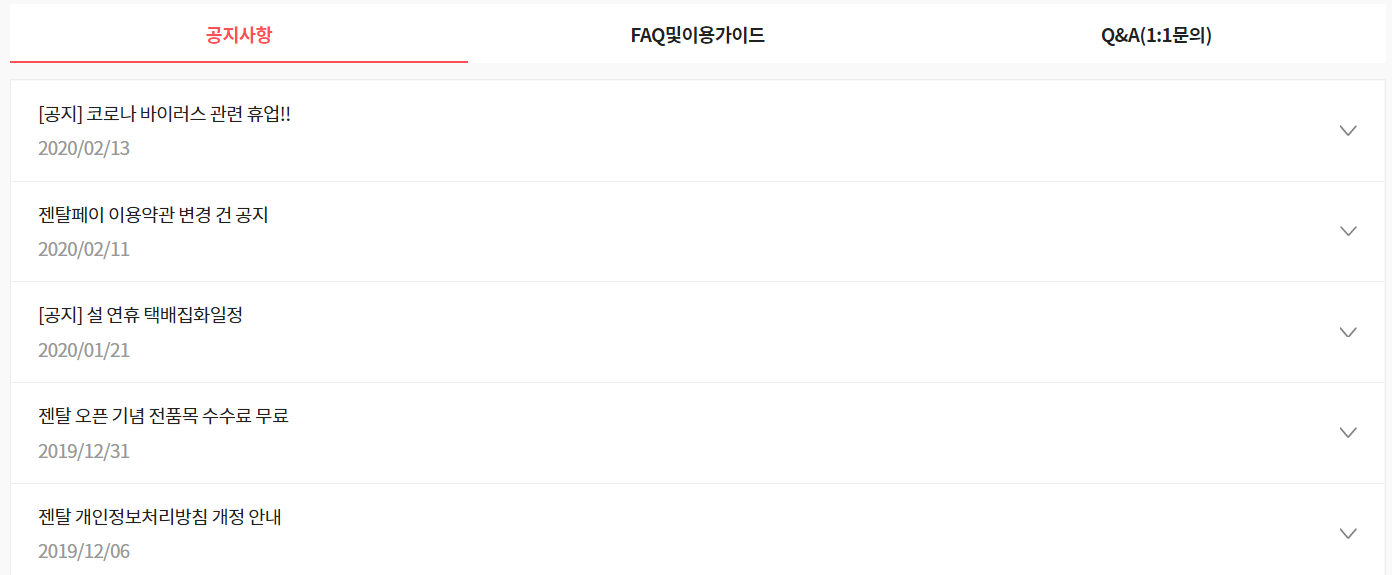 공지사항
FAQ및이용가이드
Q&A(1:1문의)
[공지] 코로나 바이러스 관련 휴업!!
2020/02/13
젠탈페이 이용약관 변경 건 공지
2020/02/11
[공지] 설 연휴 택배집화일정
2020/01/21
젠탈 오픈 기념 전품목 수수료 무료
2019/12/31
젠탈 개인정보처리방침 개정 안내
2019/12/06